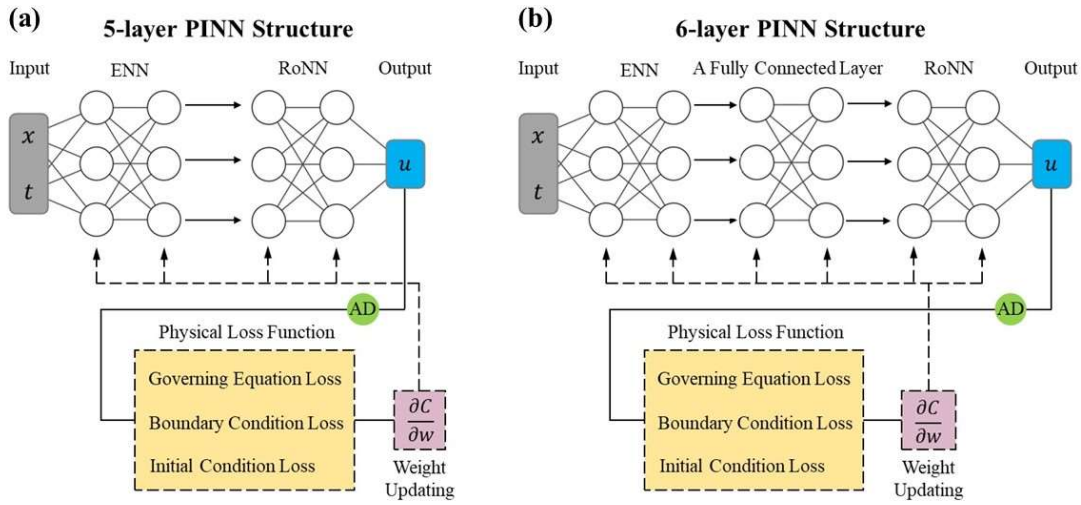 (a)
5-layer PINN Structure
Input ENN RoNN Output
x
t
u
AD
Physical Loss Function
Governing Equation Loss
Boundary Condition Loss
Initial Condition Loss
∂C
∂w
Weight
Updating
(b)
6-layer PINN Structure
Input ENN A Fully Connected Layer RoNN Output
x
t
u
AD
Physical Loss Function
Governing Equation Loss
Boundary Condition Loss
Initial Condition Loss
∂C
∂w
Weight
Updating